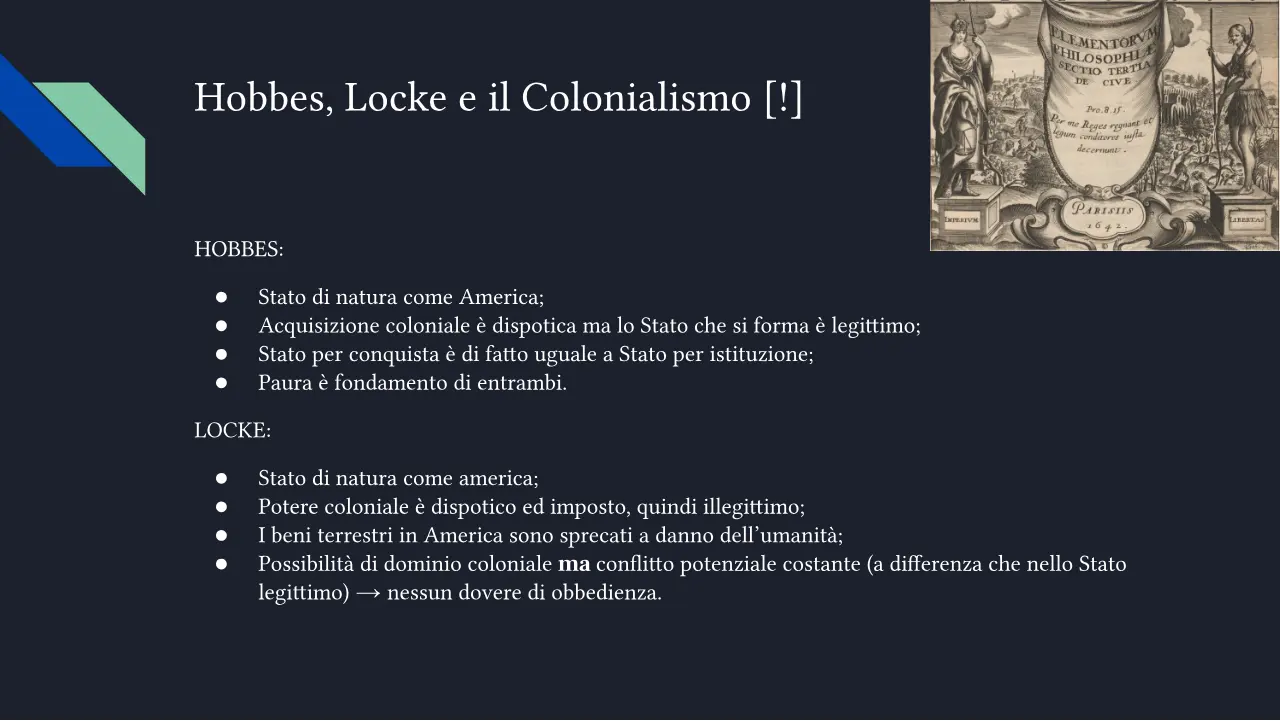 Hobbes, Locke e il Colonialismo [!]
ELEMENTORVM
PHILOSOPHIÆ
SECTIO TERTIA
DE CIVE
Pro. 8. 15.
Per me Reges regnant et
legum conditores iusta
decernunt.
IMPERIVM
PARISIIS
1642.
LIBERTAS
HOBBES:
● Stato di natura come America;
● Acquisizione coloniale è dispotica ma lo Stato che si forma è legittimo;
● Stato per conquista è di fatto uguale a Stato per istituzione;
● Paura è fondamento di entrambi.
LOCKE:
● Stato di natura come america;
● Potere coloniale è dispotico ed imposto, quindi illegittimo;
● I beni terrestri in America sono sprecati a danno dell’umanità;
● Possibilità di dominio coloniale ma conflitto potenziale costante (a differenza che nello Stato
legittimo) → nessun dovere di obbedienza.